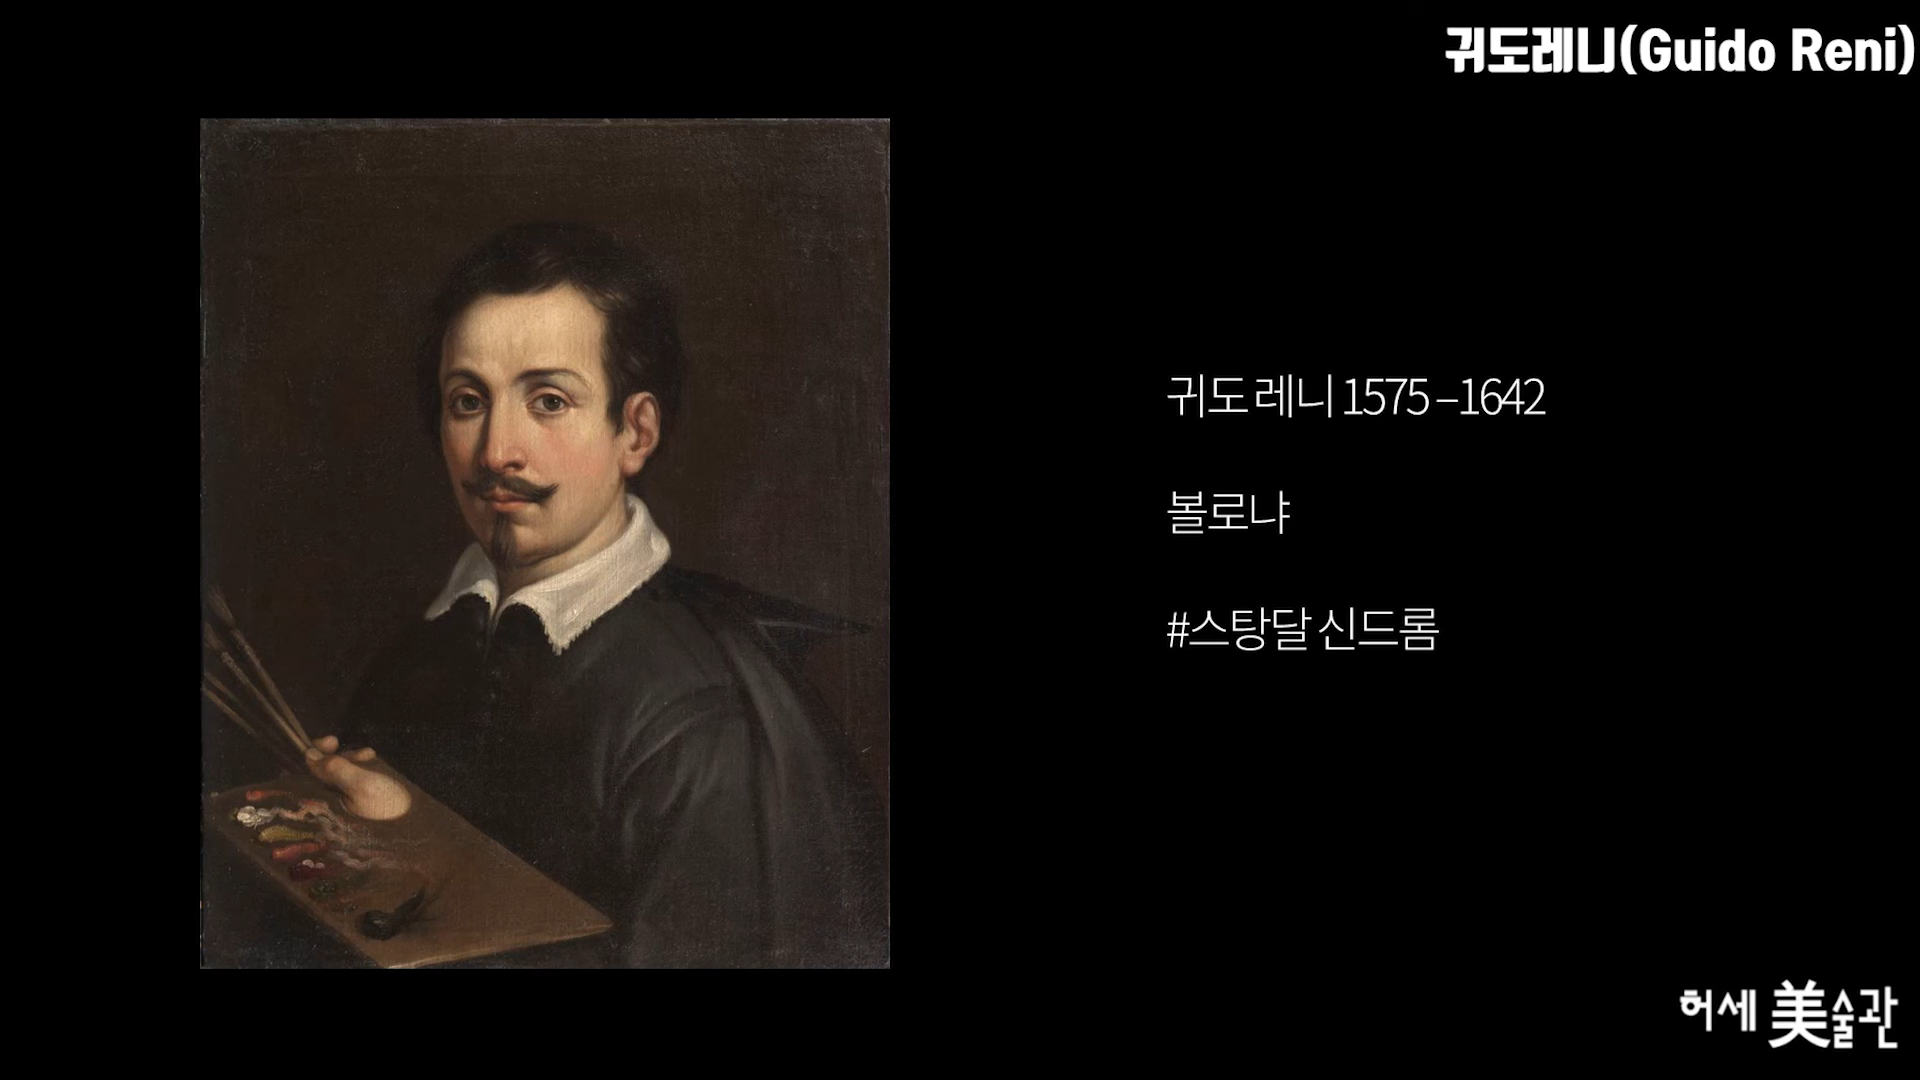 귀도레니(Guido Reni)
귀도 레니 1575 –1642
볼로냐
#스탕달 신드롬
허세 美술관